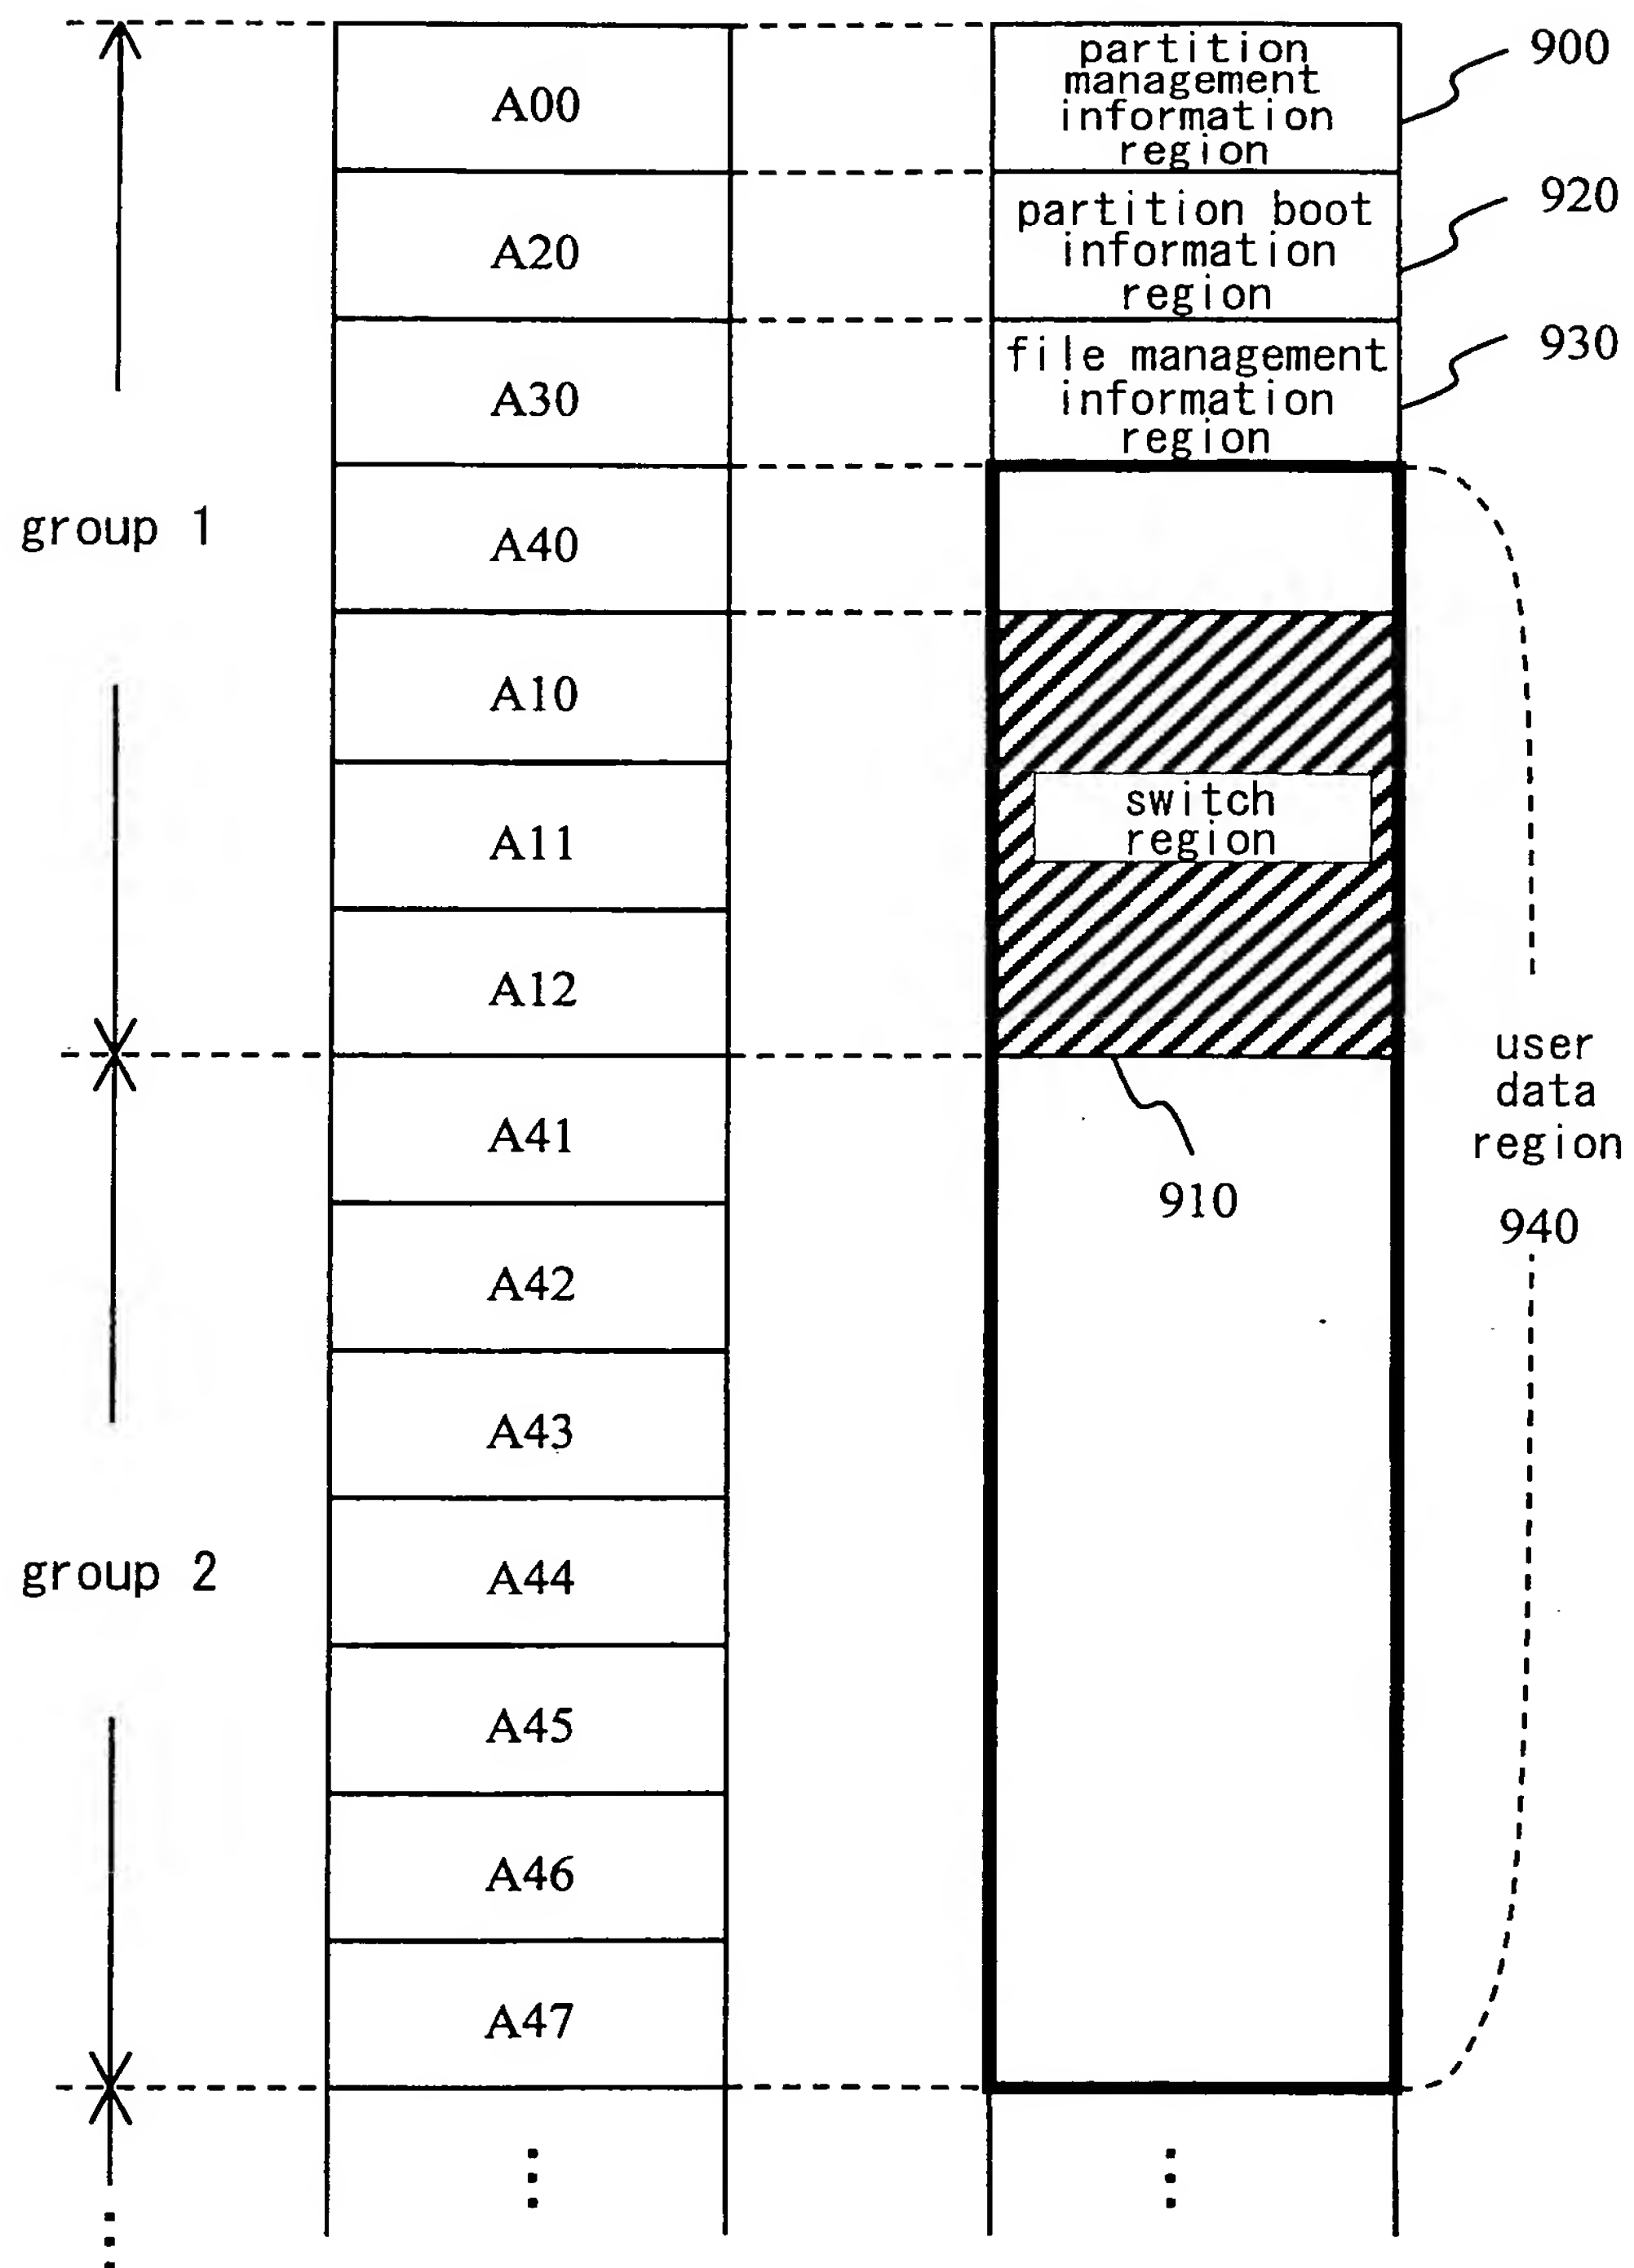 partition
management
information
region
900
A00
partition boot
information
region
920
A20
file management
information
region
930
A30
group 1
A40
A10
switch
region
A11
A12
user
data
region
940
A41
910
A42
A43
group 2
A44
A45
A46
A47